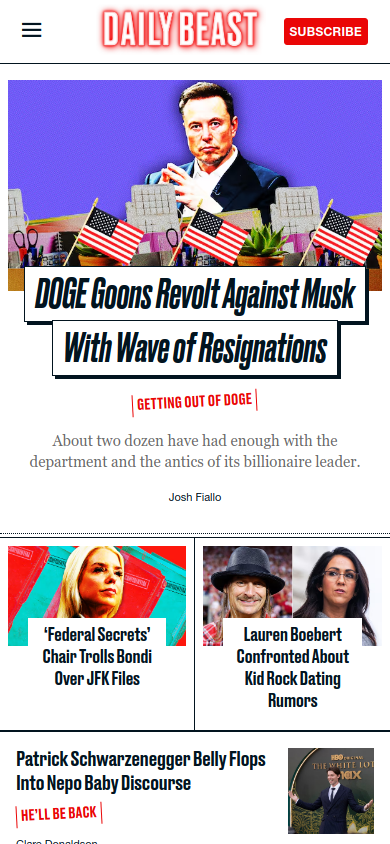 DAILY BEAST
SUBSCRIBE
DOGE Goons Revolt Against Musk
With Wave of Resignations
GETTING OUT OF DOGE
About two dozen have had enough with the
department and the antics of its billionaire leader.
Josh Fiallo
‘Federal Secrets’
Chair Trolls Bondi
Over JFK Files
Lauren Boebert
Confronted About
Kid Rock Dating
Rumors
Patrick Schwarzenegger Belly Flops
Into Nepo Baby Discourse
HE’LL BE BACK
Clare Donaldson
HBO ORIGINAL
THE WHITE LOT